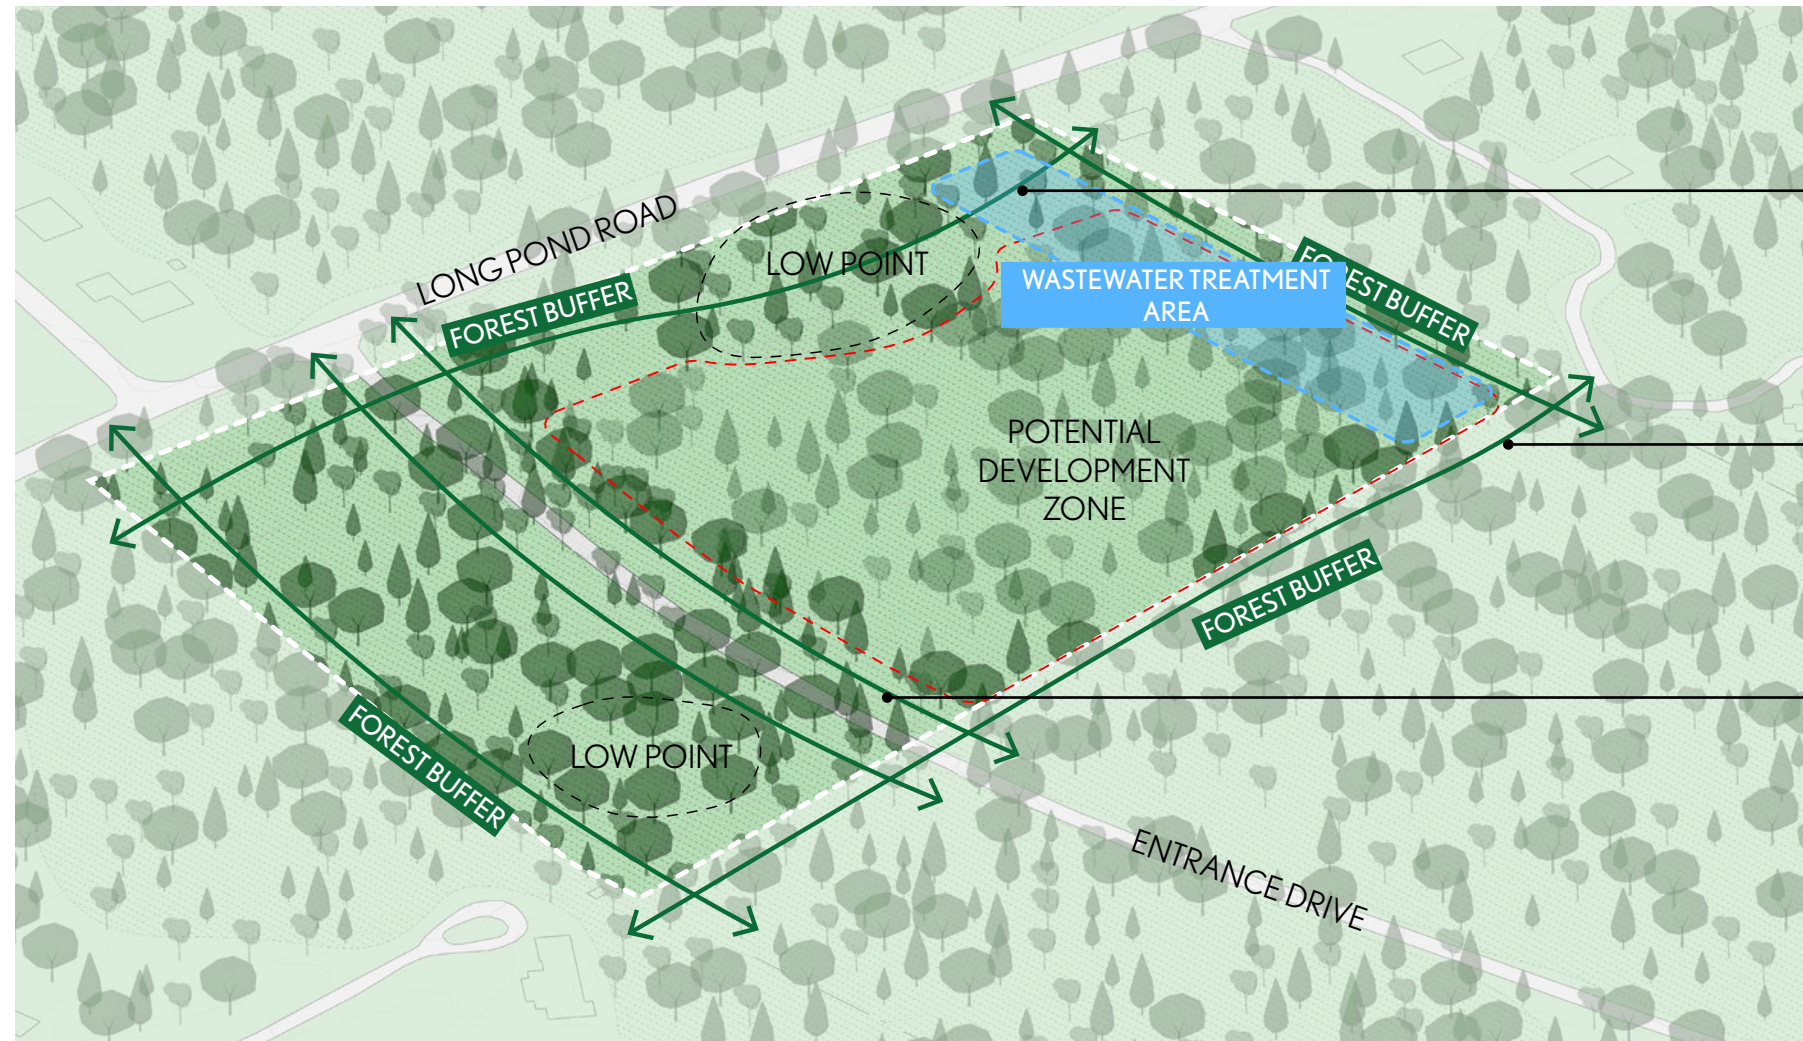 LONG POND ROAD
FOREST BUFFER
LOW POINT
WASTEWATER TREATMENT
AREA
FOREST BUFFER
POTENTIAL
DEVELOPMENT
ZONE
FOREST BUFFER
FOREST BUFFER
LOW POINT
ENTRANCE DRIVE